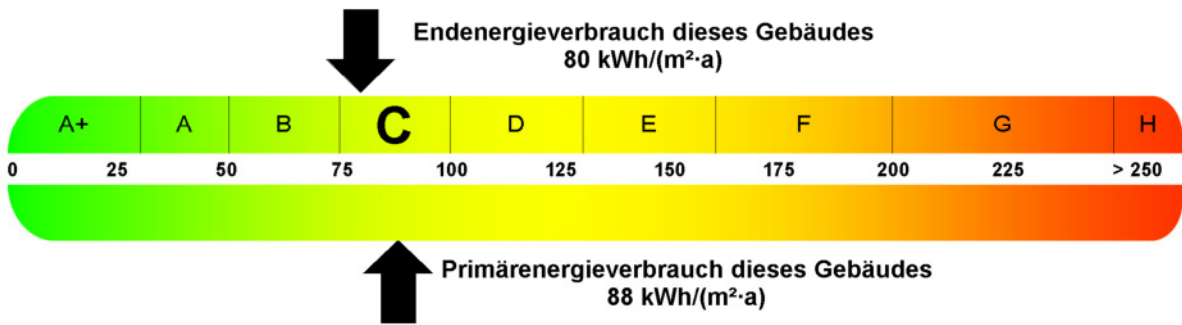 Endenergieverbrauch dieses Gebäudes
80 kWh/(m²·a)
A+ A B C D E F G H
0 25 50 75 100 125 150 175 200 225 > 250
Primärenergieverbrauch dieses Gebäudes
88 kWh/(m²·a)